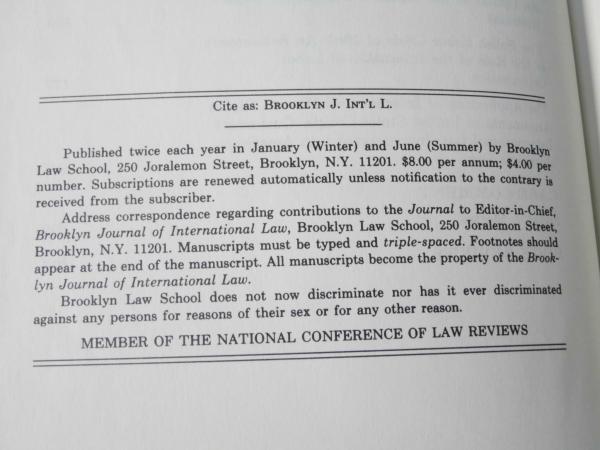 Cite as: BROOKLYN J. INT'L L.
Published twice each year in January (Winter) and June (Summer) by Brooklyn
Law School, 250 Joralemon Street, Brooklyn, N.Y. 11201. $8.00 per annum; $4.00 per
number. Subscriptions are renewed automatically unless notification to the contrary is
received from the subscriber.
Address correspondence regarding contributions to the Journal to Editor-in-Chief,
Brooklyn Journal of International Law, Brooklyn Law School, 250 Joralemon Street,
Brooklyn, N.Y. 11201. Manuscripts must be typed and triple-spaced. Footnotes should
appear at the end of the manuscript. All manuscripts become the property of the Brook-
lyn Journal of International Law.
Brooklyn Law School does not now discriminate nor has it ever discriminated
against any persons for reasons of their sex or for any other reason.
MEMBER OF THE NATIONAL CONFERENCE OF LAW REVIEWS